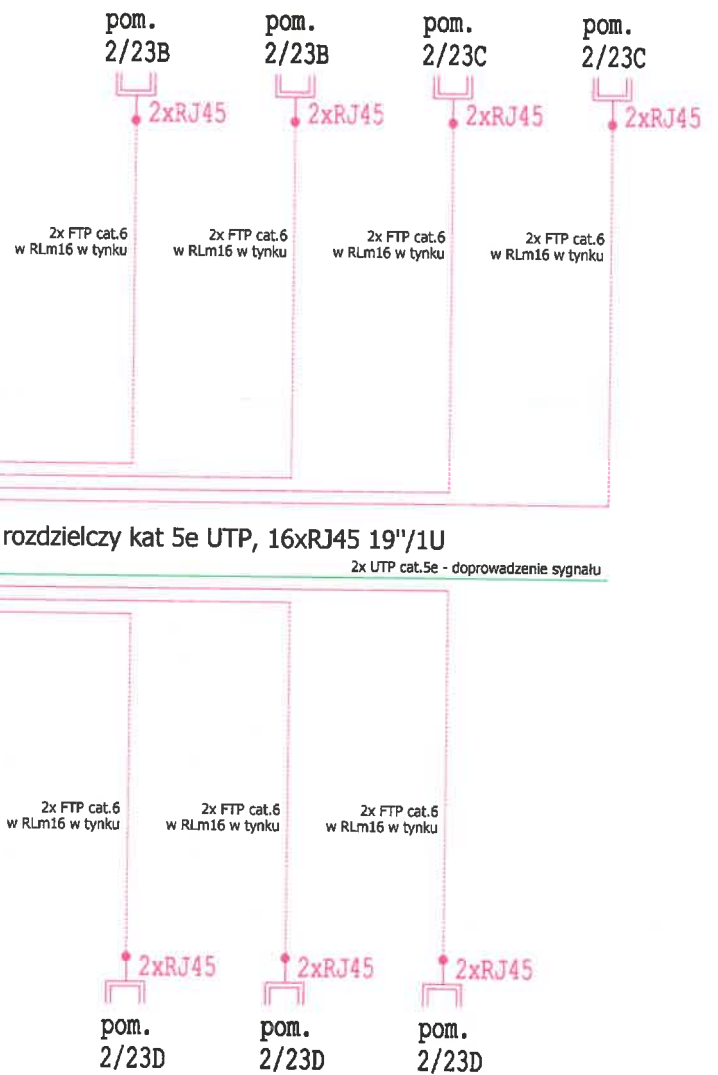 pom.
2/23B
pom.
2/23B
pom.
2/23C
pom.
2/23C
2xRJ45
2xRJ45
2xRJ45
2xRJ45
2x FTP cat.6
w RLm16 w tynku
2x FTP cat.6
w RLm16 w tynku
2x FTP cat.6
w RLm16 w tynku
2x FTP cat.6
w RLm16 w tynku
rozdzielczy kat 5e UTP, 16xRJ45 19"/1U
2x UTP cat.5e - doprowadzenie sygnału
2x FTP cat.6
w RLm16 w tynku
2x FTP cat.6
w RLm16 w tynku
2x FTP cat.6
w RLm16 w tynku
2xRJ45
2xRJ45
2xRJ45
pom.
2/23D
pom.
2/23D
pom.
2/23D